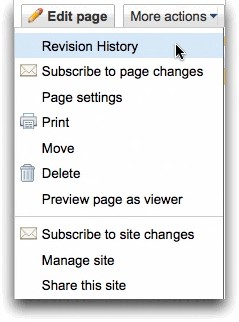 Edit page More actions
Revision History
Subscribe to page changes
Page settings
Print
Move
Delete
Preview page as viewer
Subscribe to site changes
Manage site
Share this site